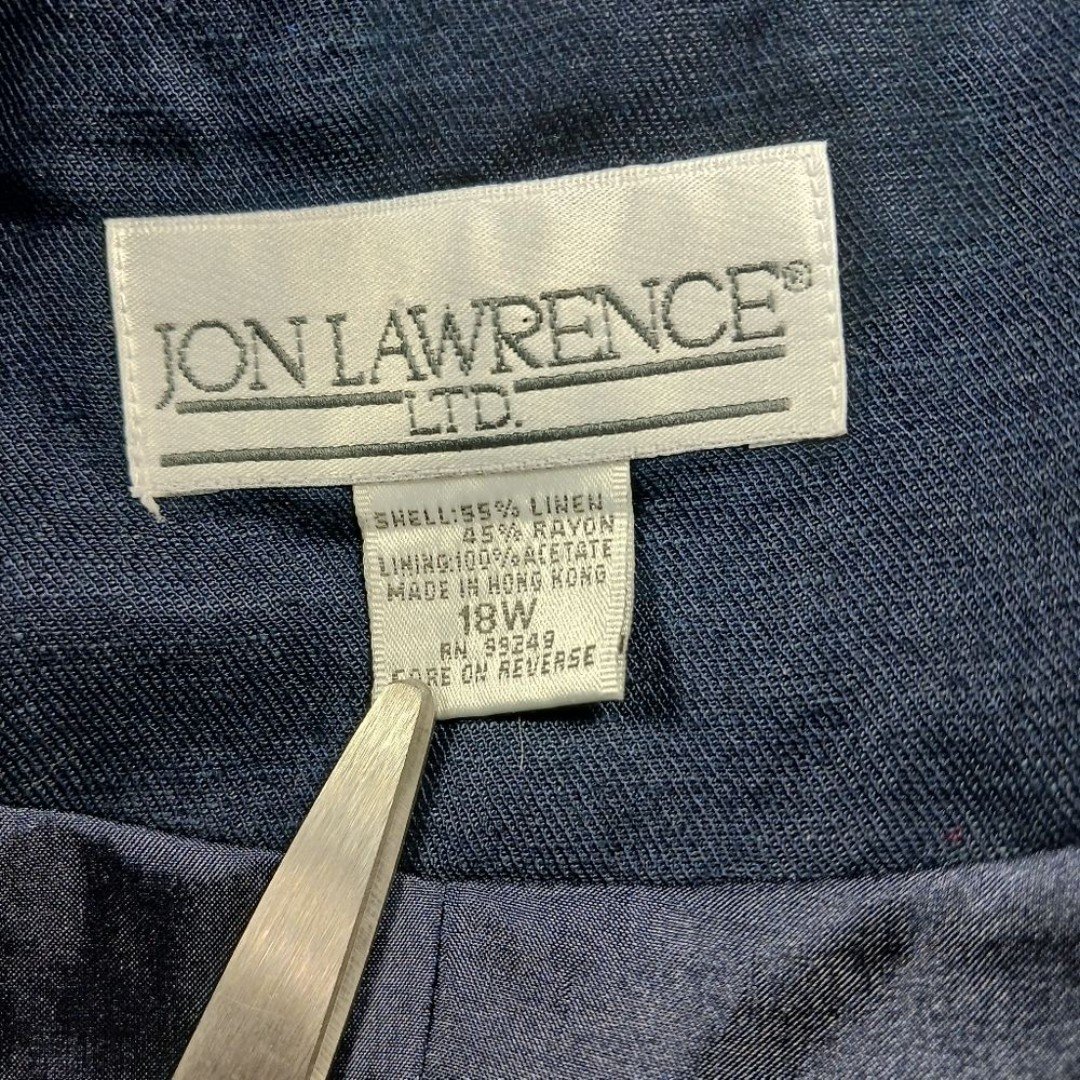 JON LAWRENCE®
LTD.
SHELL:55% LINEN
45% RAYON
LINING:100% ACETATE
MADE IN HONG KONG
18W
RN
CARE ON REVERSE